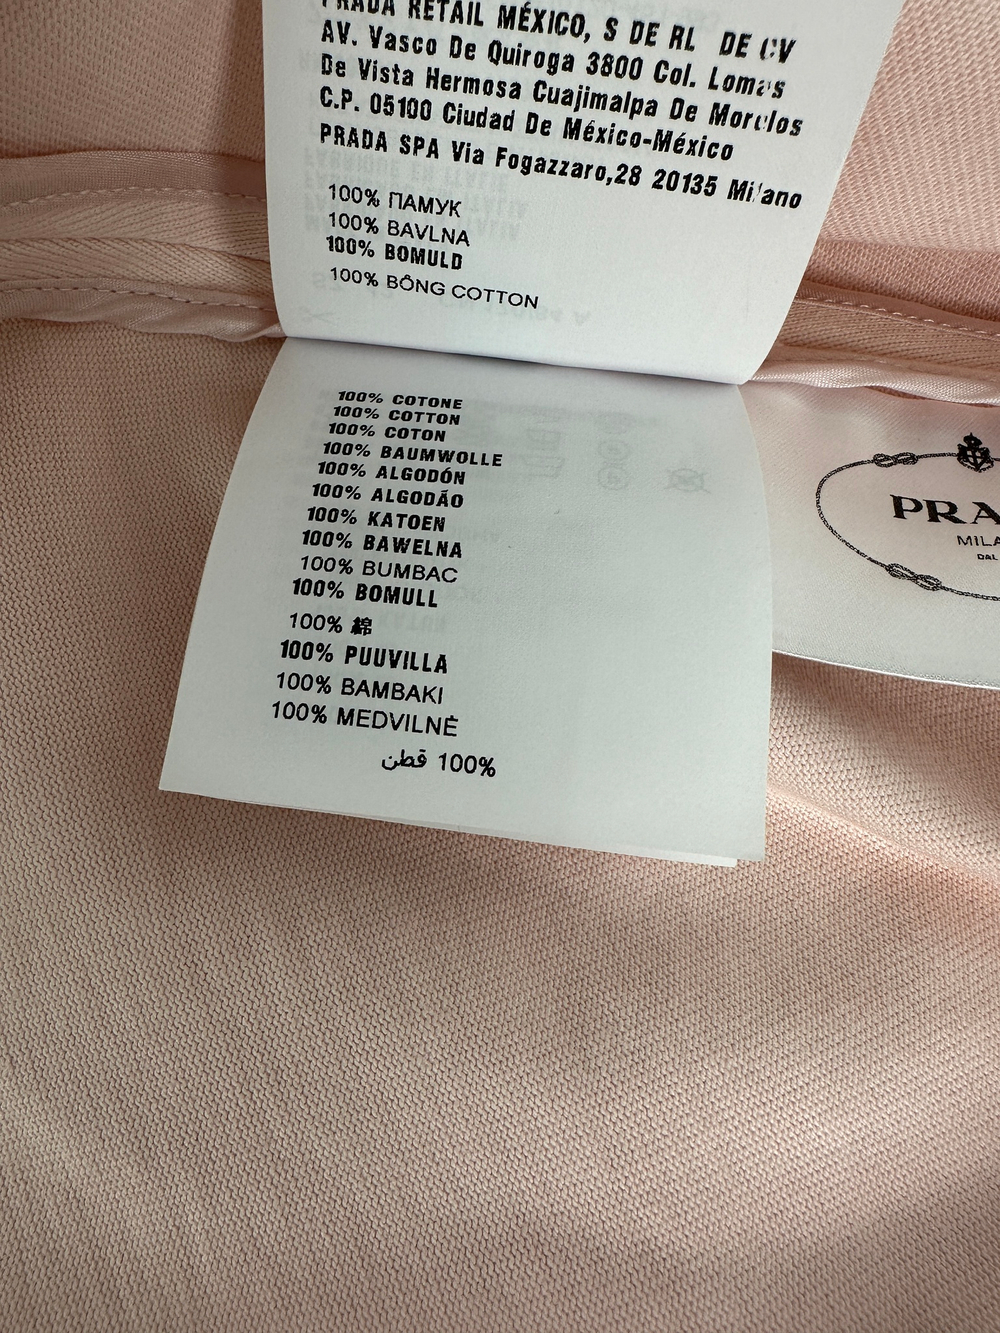 PRADA RETAIL MÉXICO, S DE RL DE CV
AV. Vasco De Quiroga 3800 Col. Lomas
De Vista Hermosa Cuajimalpa De Morelos
C.P. 05100 Ciudad De México-México
PRADA SPA Via Fogazzaro,28 20135 Milano
100% ПАМУК
100% BAVLNA
100% BOMULD
100% BÔNG COTTON
100% COTONE
100% COTTON
100% COTON
100% BAUMWOLLE
100% ALGODÓN
100% ALGODÃO
100% KATOEN
100% BAWELNA
100% BUMBAC
100% BOMULL
100% 綿
100% PUUVILLA
100% BAMBAKI
100% MEDVILNĖ
100% قطن
PRA
MILA
DAL